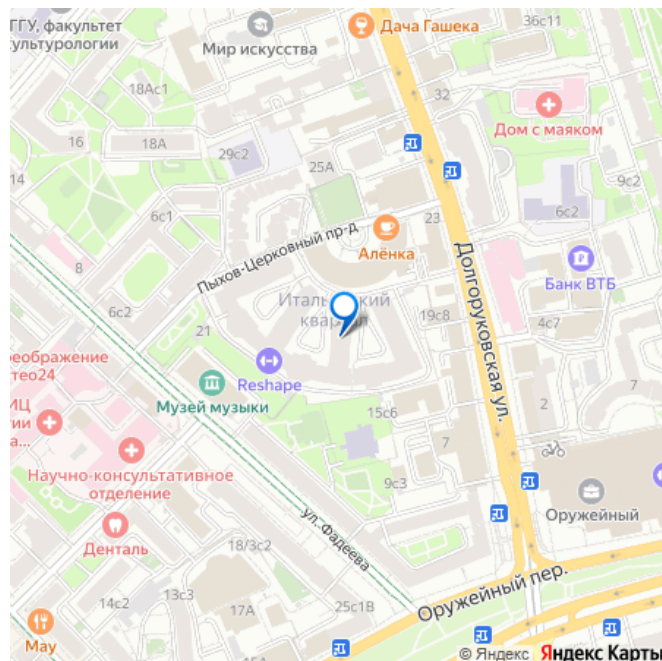 ГГУ, факультет
культурологии
Мир искусства
Дача Гашека
36с11
18Ас1
32
Дом с маяком
16
18А
29с2
25А
14
9с2
6с1
23
6с2
Пыхов-Церковный пр-д
Алёнка
Долгоруковская ул.
Банк ВТБ
8
6с2
Итальянский
квартал
19с8
4с7
21
реображение
тео24
Reshape
7
Музей музыки
15с6
2
ИЦ
гии
а...
7
Научно-консультативное
отделение
9с3
Оружейный
ул. Фадеева
Денталь
18/3с2
Оружейный пер.
14с2
13с3
17А
25с1В
Мау
15А
© Яндекс Яндекс Карты